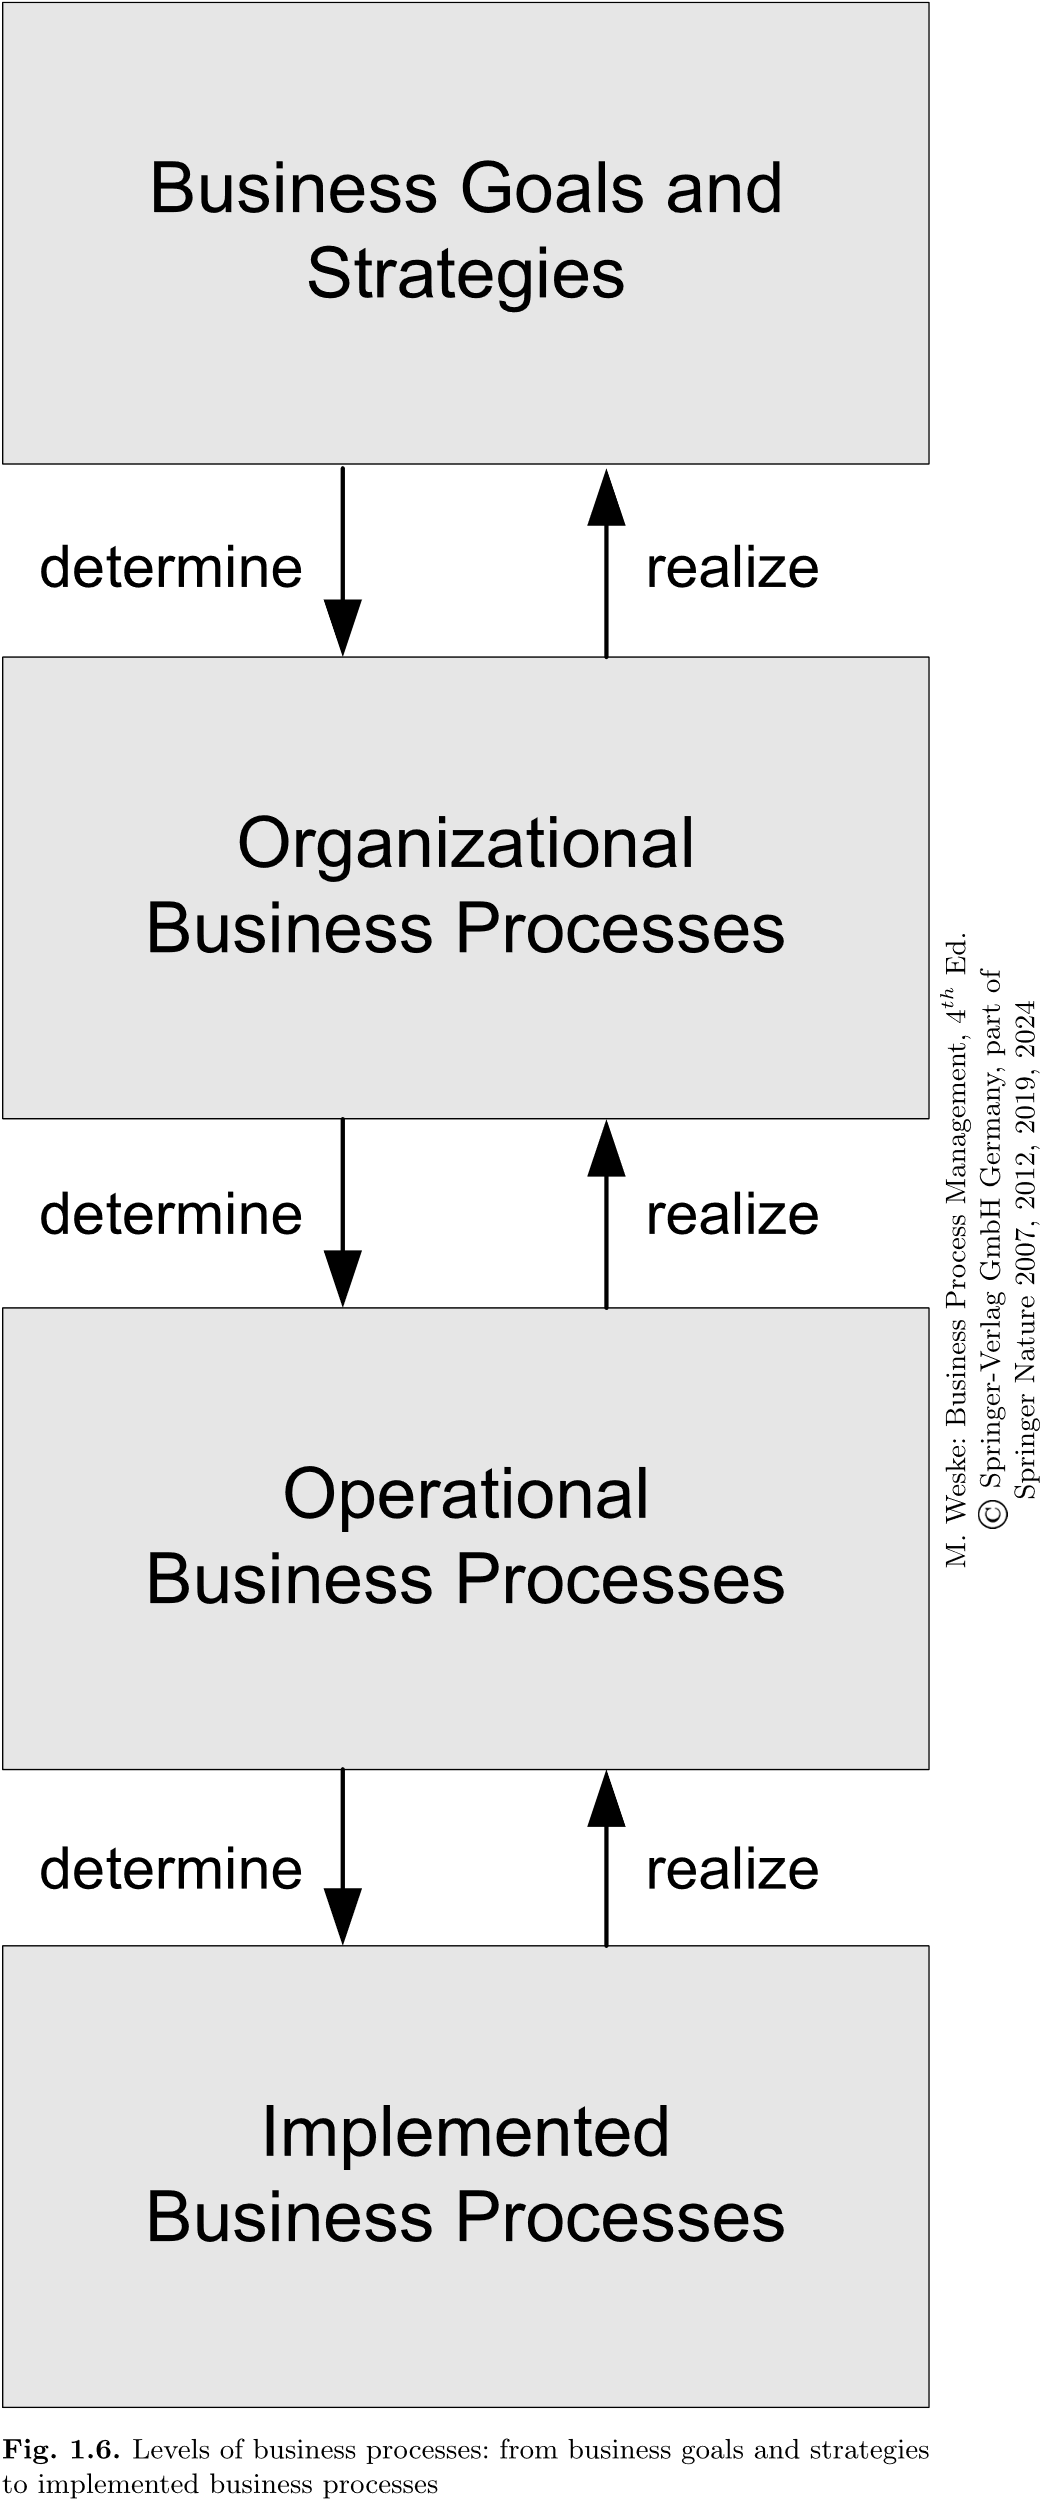 Business Goals and
Strategies
determine
realize
Organizational
Business Processes
determine
realize
Operational
Business Processes
determine
realize
Implemented
Business Processes
M. Weske: Business Process Management, 4th Ed.
© Springer-Verlag GmbH Germany, part of
Springer Nature 2007, 2012, 2019, 2024
Fig. 1.6. Levels of business processes: from business goals and strategies
to implemented business processes